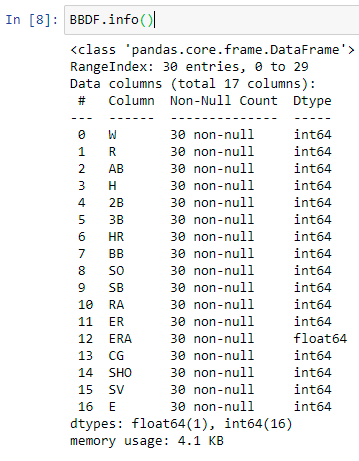 In [8]: BBDF.info()
<class 'pandas.core.frame.DataFrame'>
RangeIndex: 30 entries, 0 to 29
Data columns (total 17 columns):
 #   Column  Non-Null Count  Dtype
---  ------  --------------  -----
 0   W       30 non-null     int64
 1   R       30 non-null     int64
 2   AB      30 non-null     int64
 3   H       30 non-null     int64
 4   2B      30 non-null     int64
 5   3B      30 non-null     int64
 6   HR      30 non-null     int64
 7   BB      30 non-null     int64
 8   SO      30 non-null     int64
 9   SB      30 non-null     int64
 10  RA      30 non-null     int64
 11  ER      30 non-null     int64
 12  ERA     30 non-null     float64
 13  CG      30 non-null     int64
 14  SHO     30 non-null     int64
 15  SV      30 non-null     int64
 16  E       30 non-null     int64
dtypes: float64(1), int64(16)
memory usage: 4.1 KB